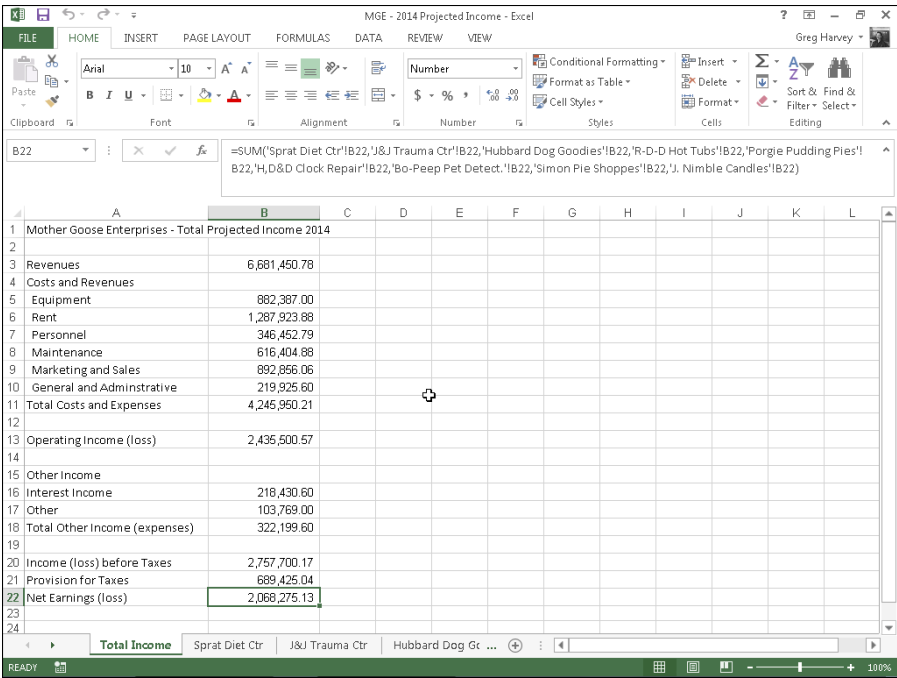 MGE - 2014 Projected Income - Excel
?
FILE HOME INSERT PAGE LAYOUT FORMULAS DATA REVIEW VIEW Greg Harvey
Paste
Arial 10 A A
B I U A
Number
$ % ,
Conditional Formatting
Format as Table
Cell Styles
Insert
Delete
Format
Sort & Filter
Find & Select
Clipboard Font Alignment Number Styles Cells Editing
B22 fx =SUM('Sprat Diet Ctr'!B22,'J&J Trauma Ctr'!B22,'Hubbard Dog Goodies'!B22,'R-D-D Hot Tubs'!B22,'Porgie Pudding Pies'!
B22,'H,D&D Clock Repair'!B22,'Bo-Peep Pet Detect.'!B22,'Simon Pie Shoppes'!B22,'J. Nimble Candles'!B22)
A B C D E F G H I J K L
1 Mother Goose Enterprises - Total Projected Income 2014
2
3 Revenues 6,681,450.78
4 Costs and Revenues
5 Equipment 882,387.00
6 Rent 1,287,923.88
7 Personnel 346,452.79
8 Maintenance 616,404.88
9 Marketing and Sales 892,856.06
10 General and Adminstrative 219,925.60
11 Total Costs and Expenses 4,245,950.21
12
13 Operating Income (loss) 2,435,500.57
14
15 Other Income
16 Interest Income 218,430.60
17 Other 103,769.00
18 Total Other Income (expenses) 322,199.60
19
20 Income (loss) before Taxes 2,757,700.17
21 Provision for Taxes 689,425.04
22 Net Earnings (loss) 2,068,275.13
23
24
Total Income Sprat Diet Ctr J&J Trauma Ctr Hubbard Dog Gc ...
READY 100%